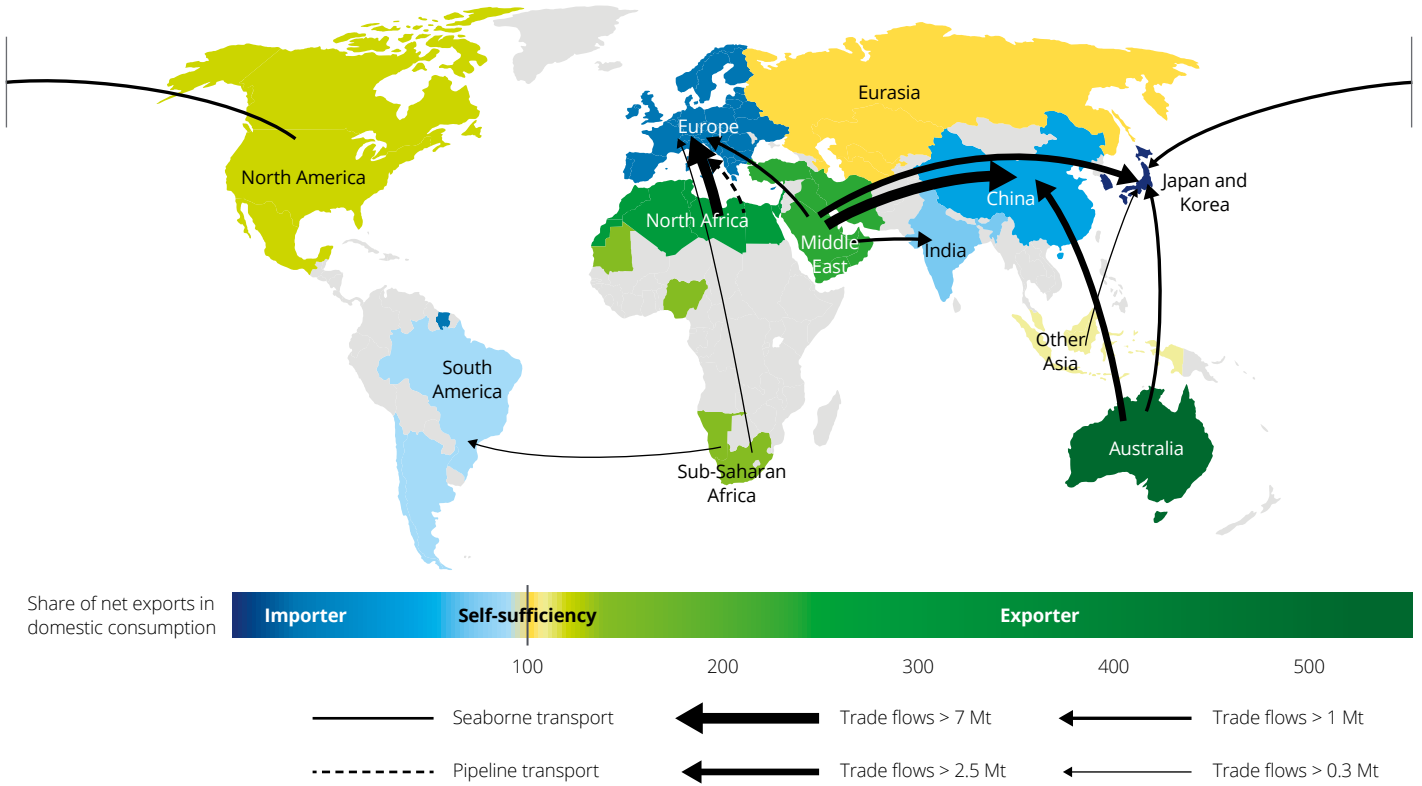 Eurasia
Europe
North America
Japan and
Korea
China
North Africa
Middle
East
India
Other
Asia
South
America
Australia
Sub-Saharan
Africa
Share of net exports in
domestic consumption
Importer
Self-sufficiency
Exporter
100
200
300
400
500
Seaborne transport
Trade flows > 7 Mt
Trade flows > 1 Mt
Pipeline transport
Trade flows > 2.5 Mt
Trade flows > 0.3 Mt